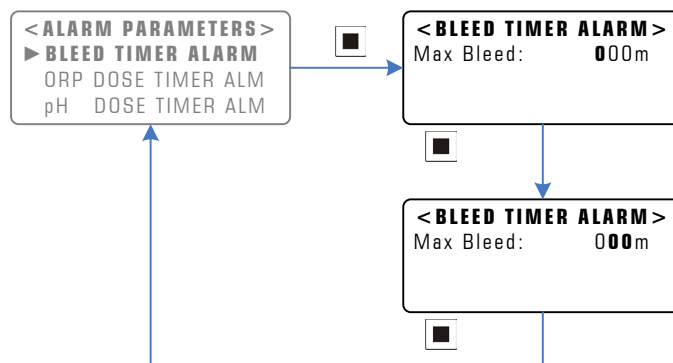 <ALARM PARAMETERS>
▶ BLEED TIMER ALARM
ORP DOSE TIMER ALM
pH DOSE TIMER ALM
<BLEED TIMER ALARM>
Max Bleed: 000m
<BLEED TIMER ALARM>
Max Bleed: 000m